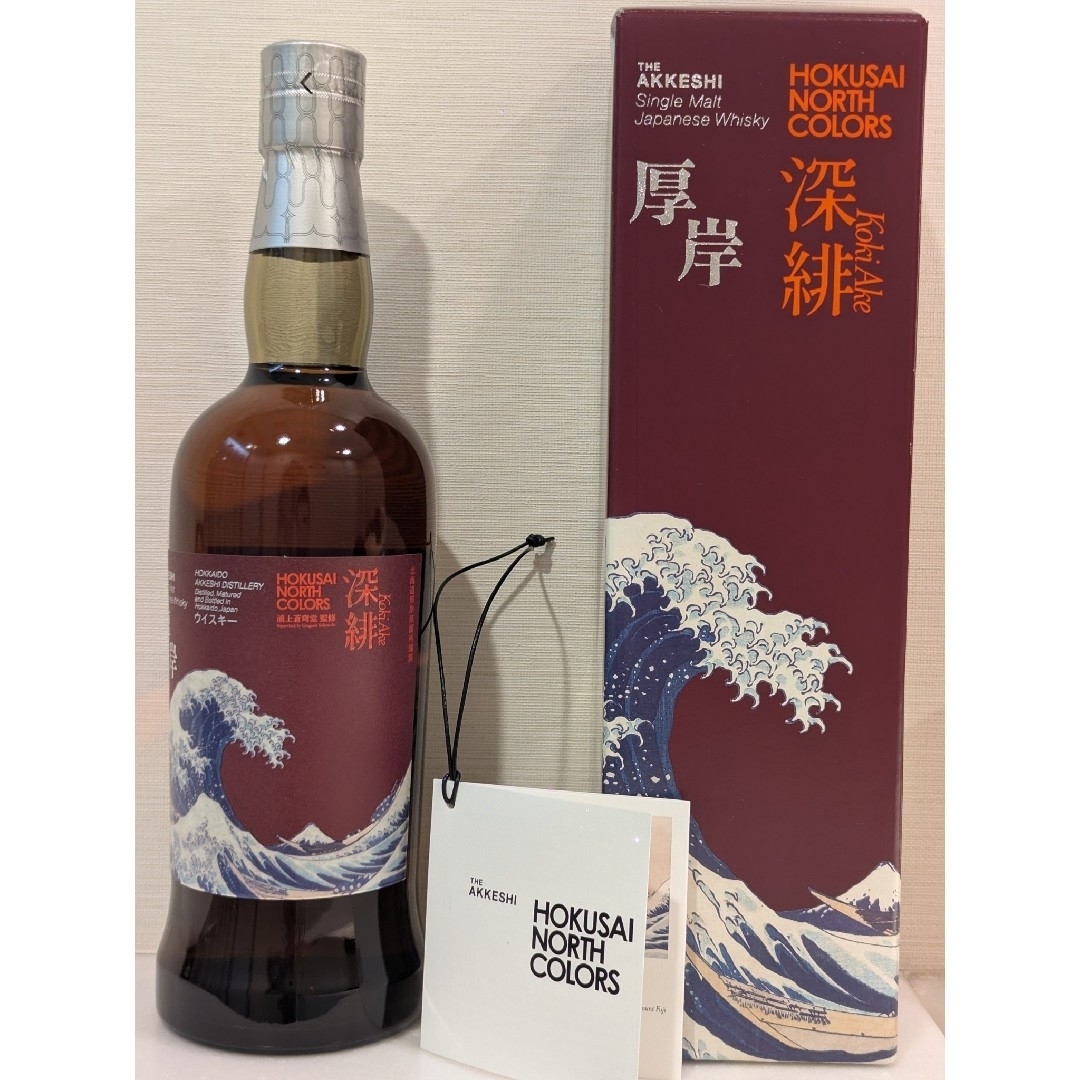 THE
AKKESHI
Single Malt
Japanese Whisky
厚岸
HOKUSAI
NORTH
COLORS
深緋
Koki Ake
HOKKAIDO
AKKESHI DISTILLERY
Distilled, Matured
and Bottled in
Hokkaido, Japan
ウイスキー
HOKUSAI
NORTH
COLORS
浦上蒼穹堂 監修
深緋
Koki Ake
岸
THE
AKKESHI
HOKUSAI
NORTH
COLORS